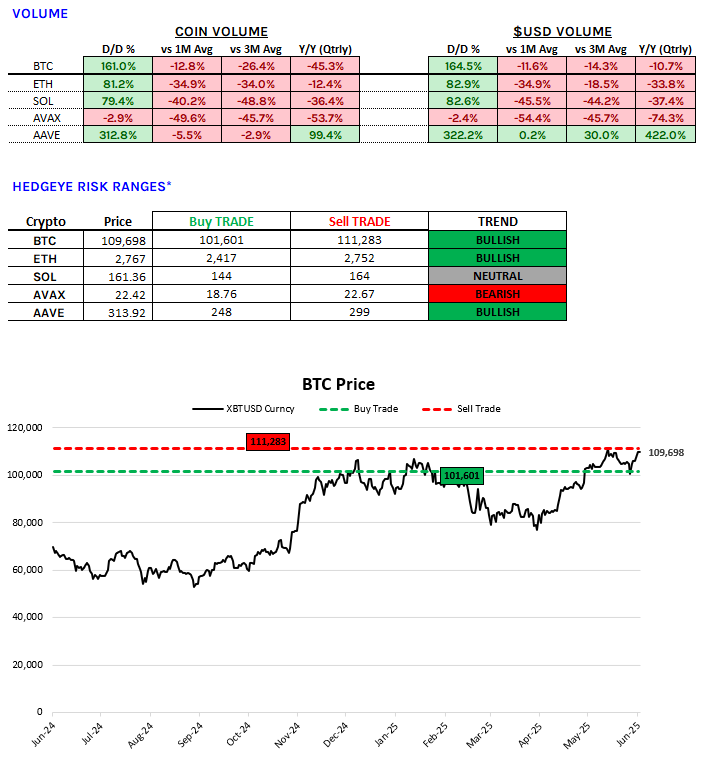 VOLUME
COIN VOLUME $USD VOLUME
D/D % vs 1M Avg vs 3M Avg Y/Y (Qtrly) D/D % vs 1M Avg vs 3M Avg Y/Y (Qtrly)
BTC 161.0% -12.8% -26.4% -45.3% 164.5% -11.6% -14.3% -10.7%
ETH 81.2% -34.9% -34.0% -12.4% 82.9% -34.9% -18.5% -33.8%
SOL 79.4% -40.2% -48.8% -36.4% 82.6% -45.5% -44.2% -37.4%
AVAX -2.9% -49.6% -45.7% -53.7% -2.4% -54.4% -45.7% -74.3%
AAVE 312.8% -5.5% -2.9% 99.4% 322.2% 0.2% 30.0% 422.0%
HEDGEYE RISK RANGES*
Crypto Price Buy TRADE Sell TRADE TREND
BTC 109,698 101,601 111,283 BULLISH
ETH 2,767 2,417 2,752 BULLISH
SOL 161.36 144 164 NEUTRAL
AVAX 22.42 18.76 22.67 BEARISH
AAVE 313.92 248 299 BULLISH
BTC Price
XBTUSD Curncy Buy Trade Sell Trade
120,000
111,283
109,698
100,000
101,601
80,000
60,000
40,000
20,000
0
Jun-24 Jul-24 Aug-24 Sep-24 Oct-24 Nov-24 Dec-24 Jan-25 Feb-25 Mar-25 Apr-25 May-25 Jun-25